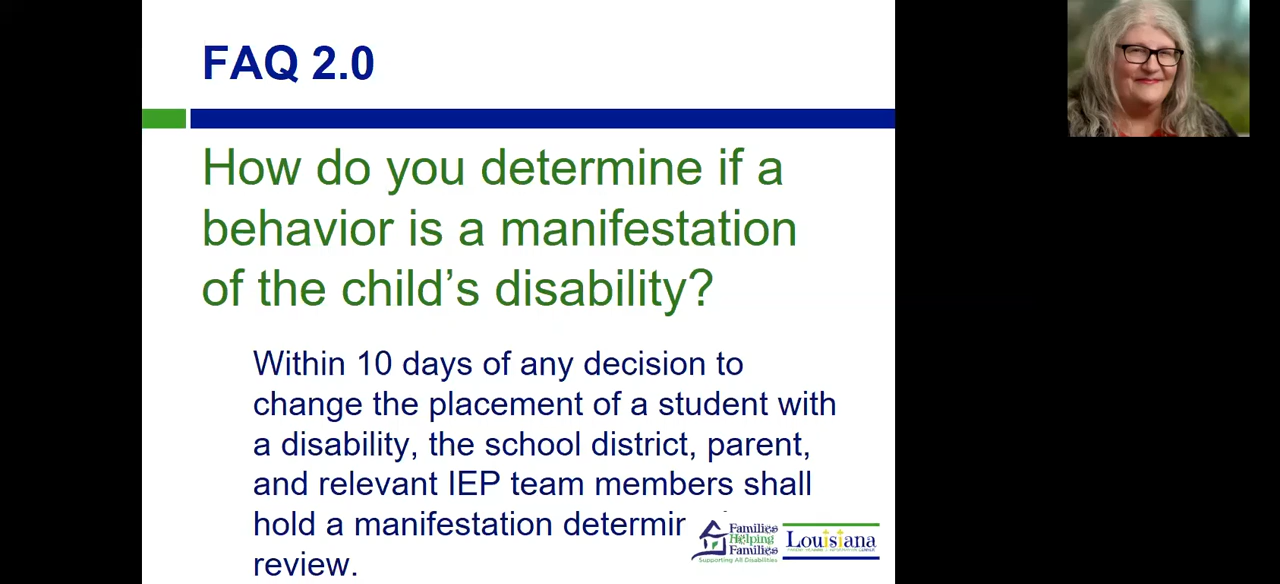 FAQ 2.0
How do you determine if a
behavior is a manifestation
of the child's disability?
Within 10 days of any decision to
change the placement of a student with
a disability, the school district, parent,
and relevant IEP team members shall
hold a manifestation
review.
Families
Helping
Families
Supporting All Disabilities
Louisiana